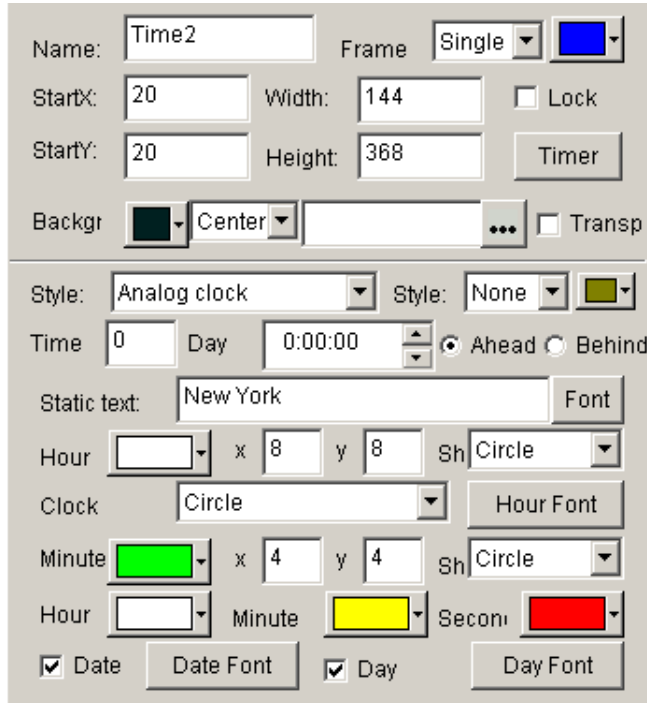 Name: Time2 Frame Single
StartX: 20 Width: 144 Lock
StartY: 20 Height: 368 Timer
Backgr Center ... Transp
Style: Analog clock Style: None
Time 0 Day 0:00:00 Ahead Behind
Static text: New York Font
Hour x 8 y 8 Sh Circle
Clock Circle Hour Font
Minute x 4 y 4 Sh Circle
Hour Minute Secon
Date Date Font Day Day Font